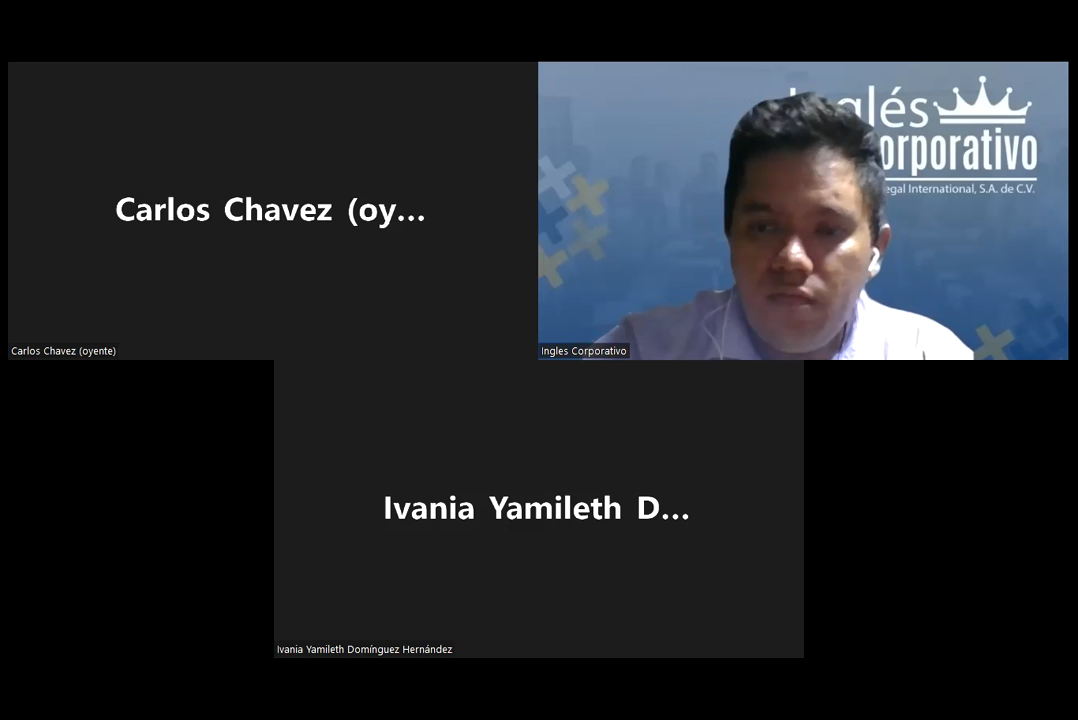 Carlos Chavez (oy...
Carlos Chavez (oyente)
Inglés
orporativo
egal International, S.A. de C.V.
Ingles Corporativo
Ivania Yamileth D...
Ivania Yamileth Domínguez Hernández